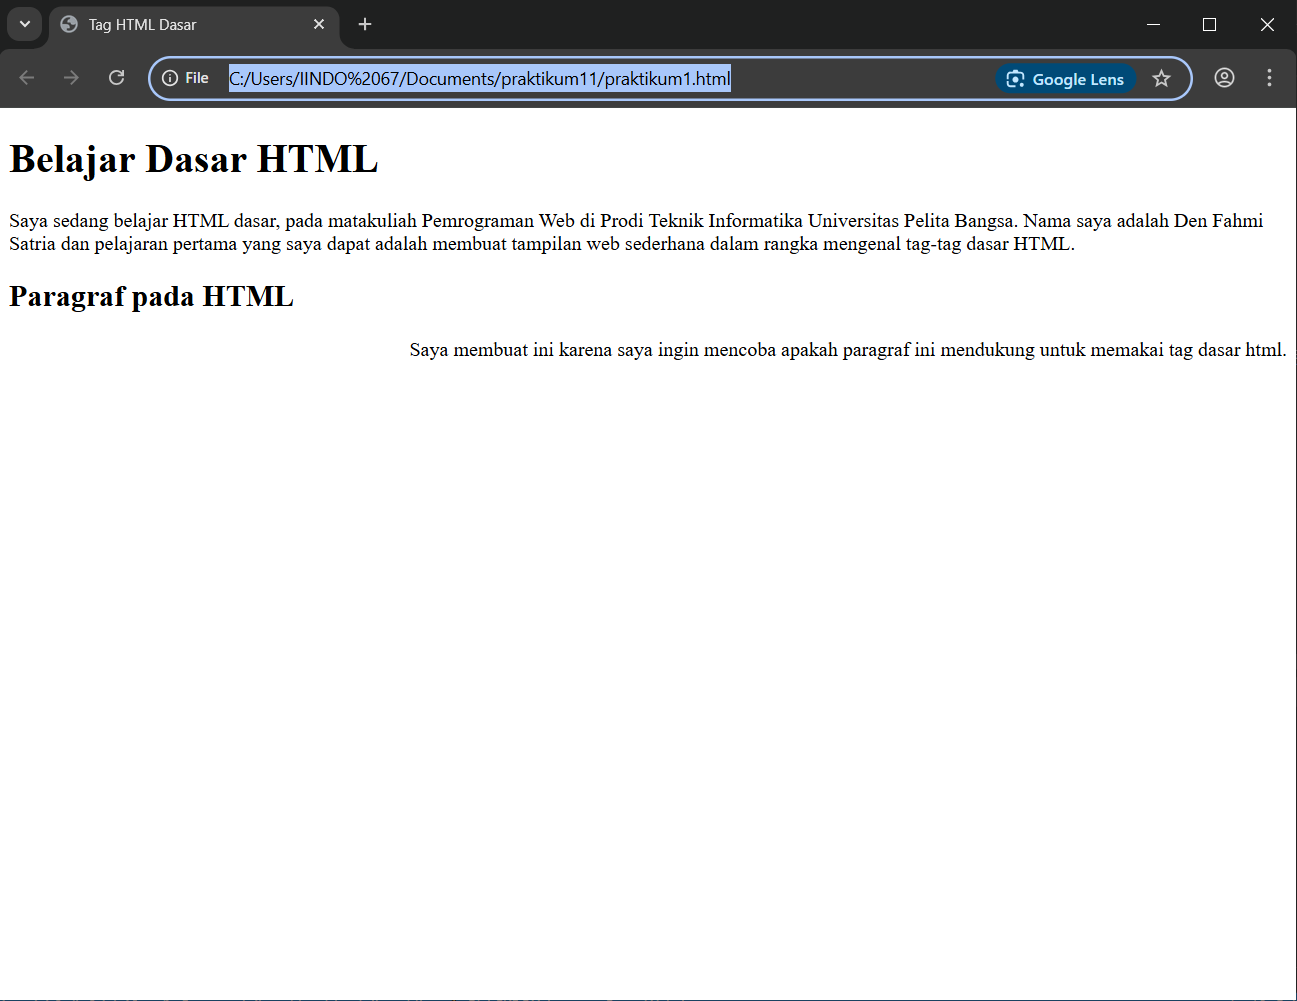 Tag HTML Dasar
File C:/Users/IINDO%2067/Documents/praktikum11/praktikum1.html Google Lens
Belajar Dasar HTML
Saya sedang belajar HTML dasar, pada matakuliah Pemrograman Web di Prodi Teknik Informatika Universitas Pelita Bangsa. Nama saya adalah Den Fahmi
Satria dan pelajaran pertama yang saya dapat adalah membuat tampilan web sederhana dalam rangka mengenal tag-tag dasar HTML.
Paragraf pada HTML
Saya membuat ini karena saya ingin mencoba apakah paragraf ini mendukung untuk memakai tag dasar html.